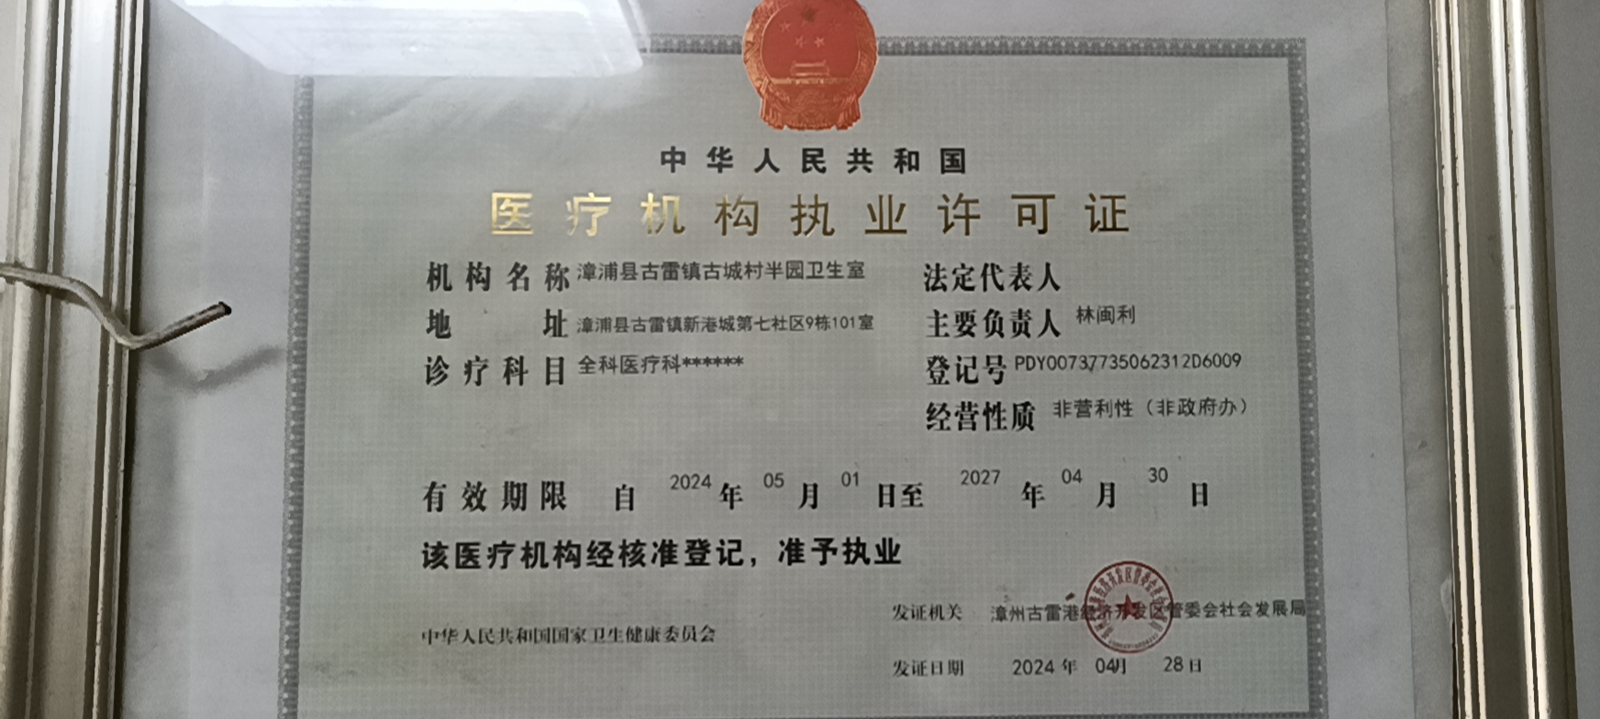 中华人民共和国
医疗机构执业许可证
机构名称 漳浦县古雷镇古城村半园卫生室
法定代表人
地址 漳浦县古雷镇新港城第七社区9栋101室
主要负责人 林闽利
诊疗科目 全科医疗科******
登记号 PDY00737735062312D6009
经营性质 非营利性（非政府办）
有效期限 自 2024 年 05 月 01 日至 2027 年 04 月 30 日
该医疗机构经核准登记，准予执业
发证机关 漳州古雷港经济开发区管委会社会发展局
中华人民共和国国家卫生健康委员会
发证日期 2024 年 04月 28 日